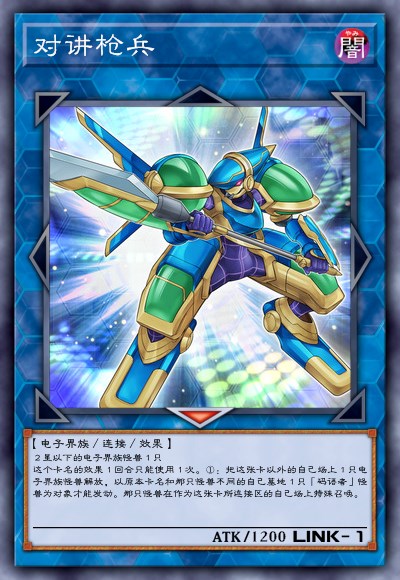 对讲枪兵
やみ
闇
【电子界族／连接／效果】
２星以下的电子界族怪兽１只
这个卡名的效果１回合只能使用１次。①：把这张卡以外的自己场上１只电
子界族怪兽解放，以原本卡名和那只怪兽不同的自己墓地１只「码语者」怪
兽为对象才能发动。那只怪兽在作为这张卡所连接区的自己场上特殊召唤。
ATK/1200 LINK-1